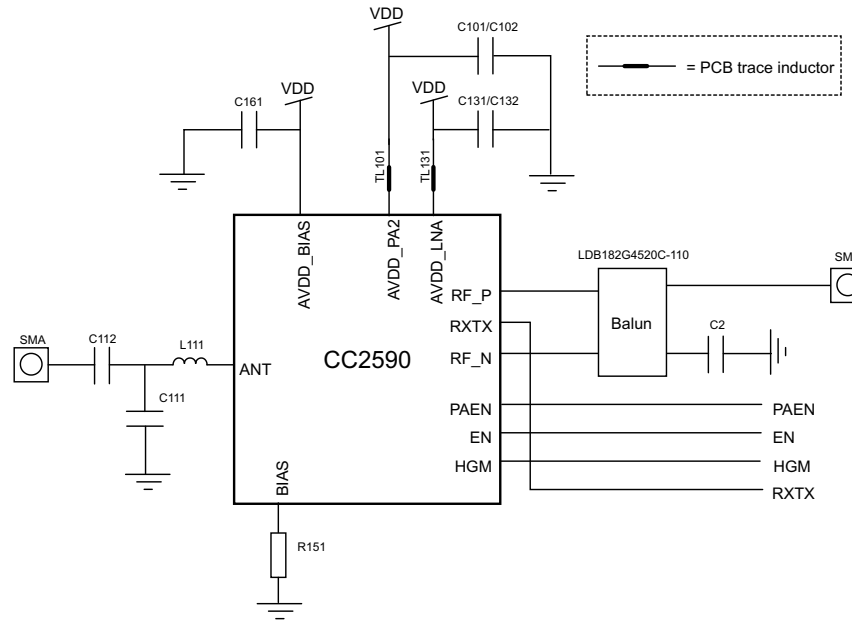 VDD
C101/C102
= PCB trace inductor
VDD
VDD
C161
C131/C132
TL101
TL131
AVDD_BIAS
AVDD_PA2
AVDD_LNA
LDB182G4520C-110
RF_P
SM
RXTX
Balun
C2
SMA
C112
L111
ANT
CC2590
RF_N
C111
PAEN
PAEN
EN
EN
HGM
HGM
BIAS
RXTX
R151